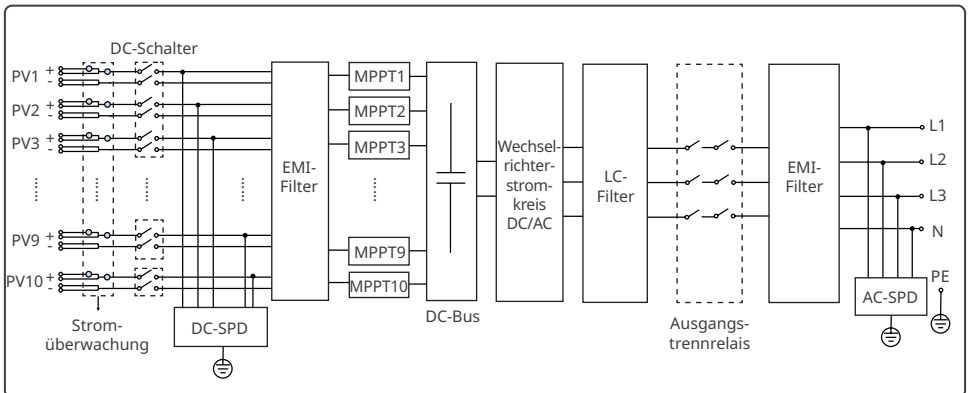 DC-Schalter
PV1 + -
PV2 + -
PV3 + -
PV9 + -
PV10 + -
Strom-
überwachung
DC-SPD
EMI-
Filter
MPPT1
MPPT2
MPPT3
MPPT9
MPPT10
DC-Bus
Wechsel-
richter-
strom-
kreis
DC/AC
LC-
Filter
Ausgangs-
trennrelais
EMI-
Filter
L1
L2
L3
N
PE
AC-SPD